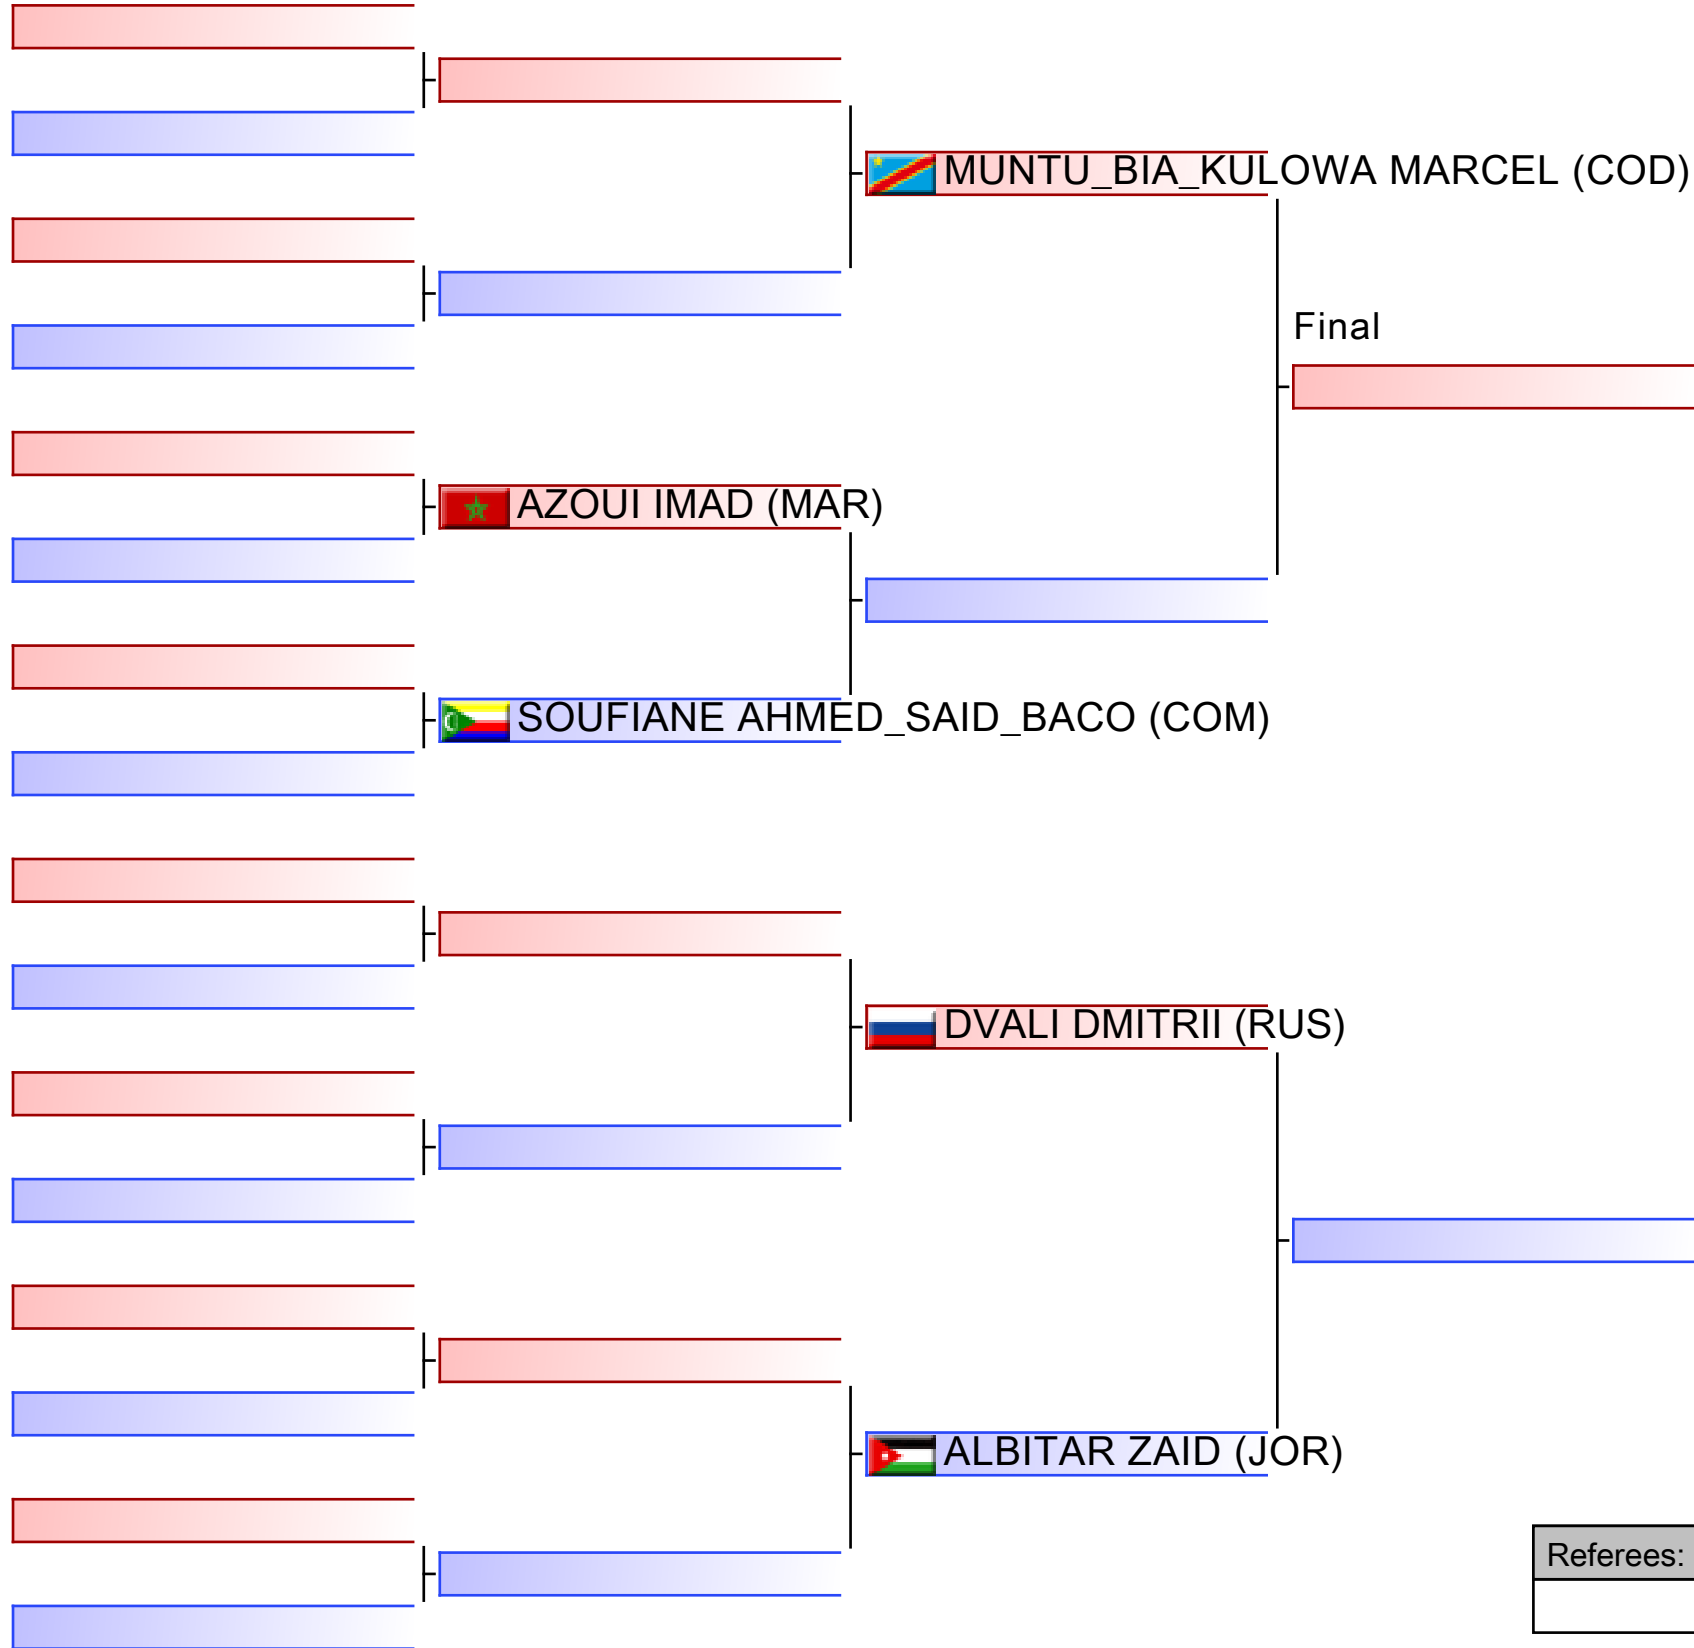 MUNTU_BIA_KULOWA MARCEL (COD)
Final
AZOUI IMAD (MAR)
SOUFIANE AHMED_SAID_BACO (COM)
DVALI DMITRII (RUS)
ALBITAR ZAID (JOR)
Referees: